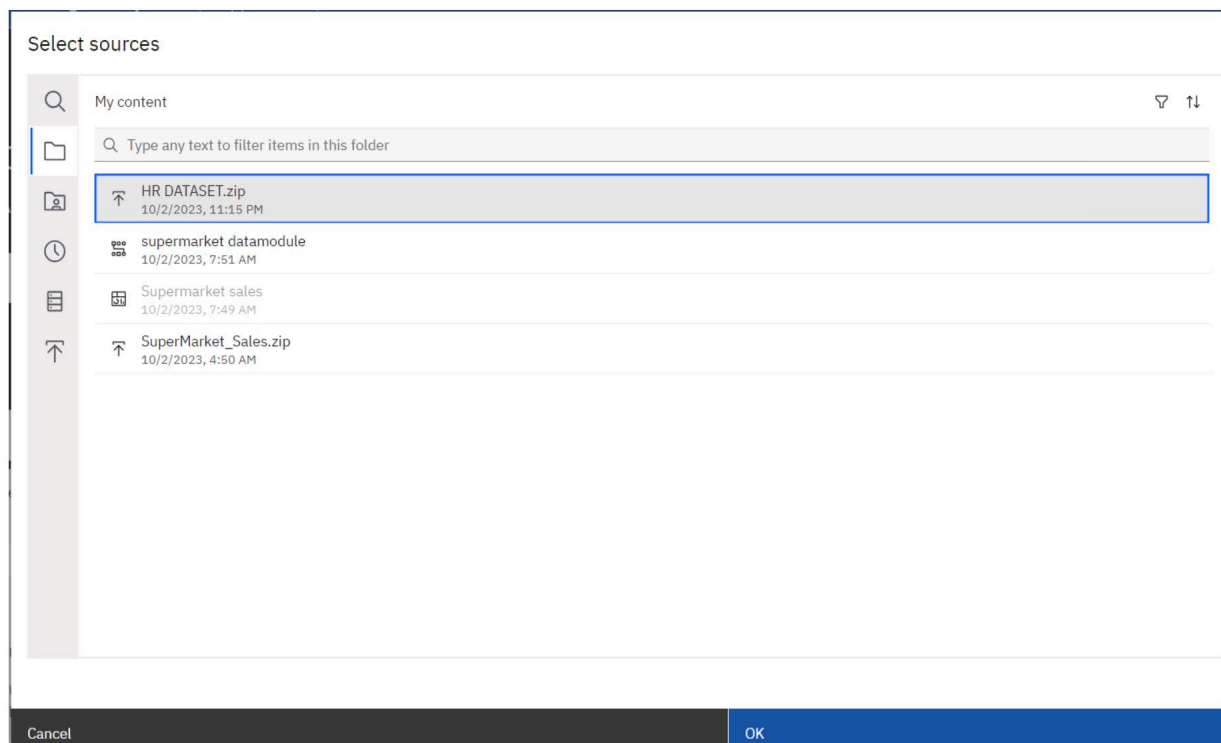 Select sources
My content
Type any text to filter items in this folder
HR DATASET.zip
10/2/2023, 11:15 PM
supermarket datamodule
10/2/2023, 7:51 AM
Supermarket sales
10/2/2023, 7:49 AM
SuperMarket_Sales.zip
10/2/2023, 4:50 AM
Cancel
OK